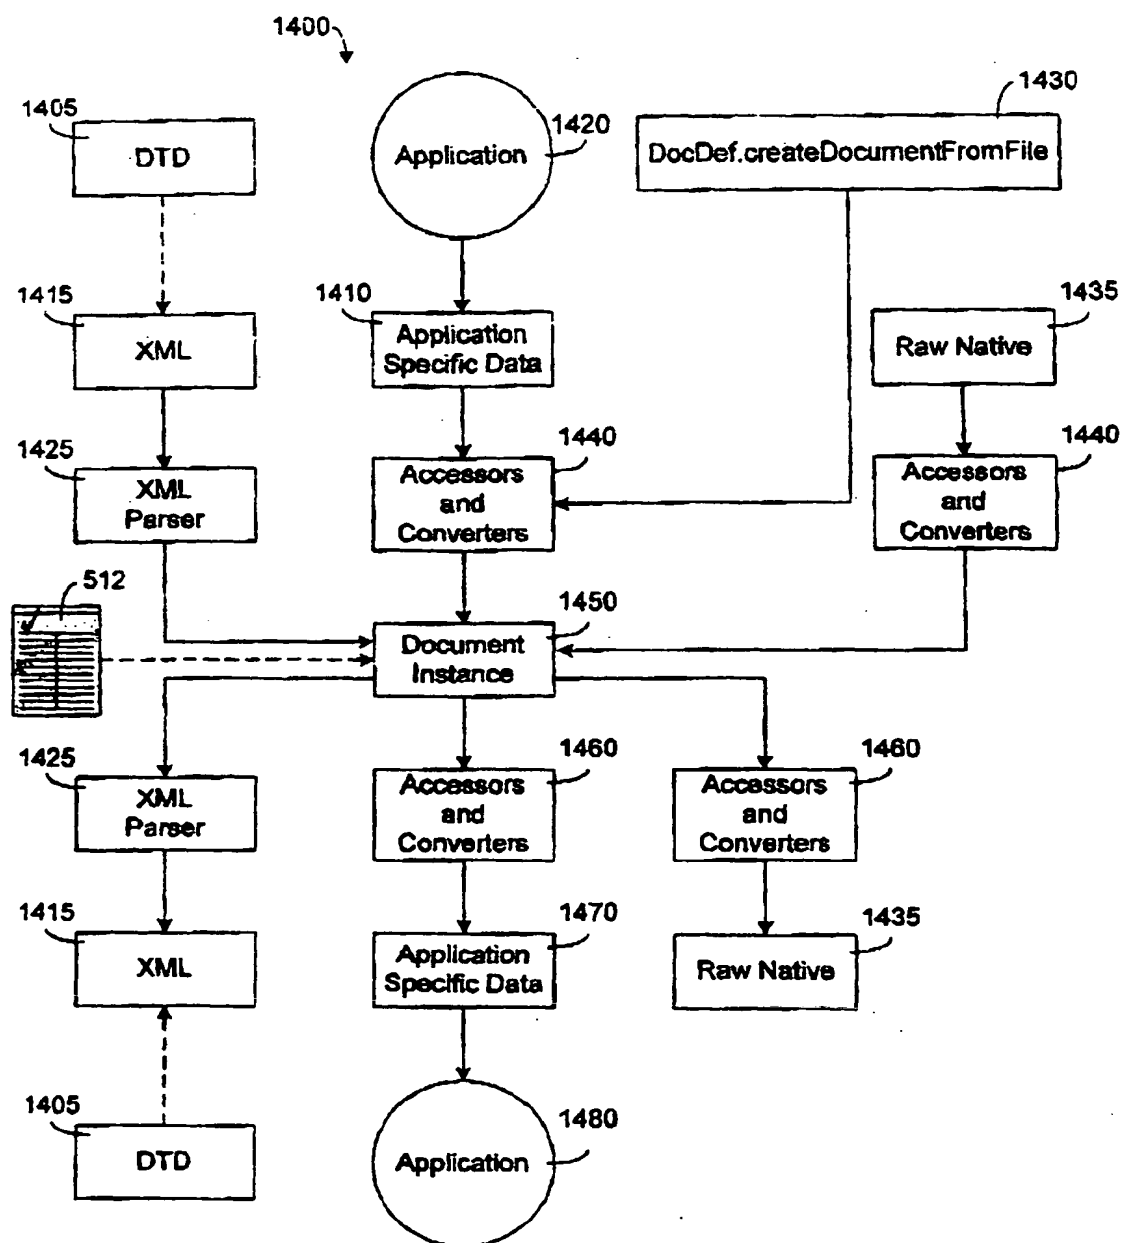 1400
1405
DTD
Application
1420
1430
DocDef.createDocumentFromFile
1415
XML
1410
Application
Specific Data
1435
Raw Native
1425
XML
Parser
1440
Accessors
and
Converters
1440
Accessors
and
Converters
512
1450
Document
Instance
1425
XML
Parser
1460
Accessors
and
Converters
1460
Accessors
and
Converters
1415
XML
1470
Application
Specific Data
1435
Raw Native
1405
DTD
1480
Application